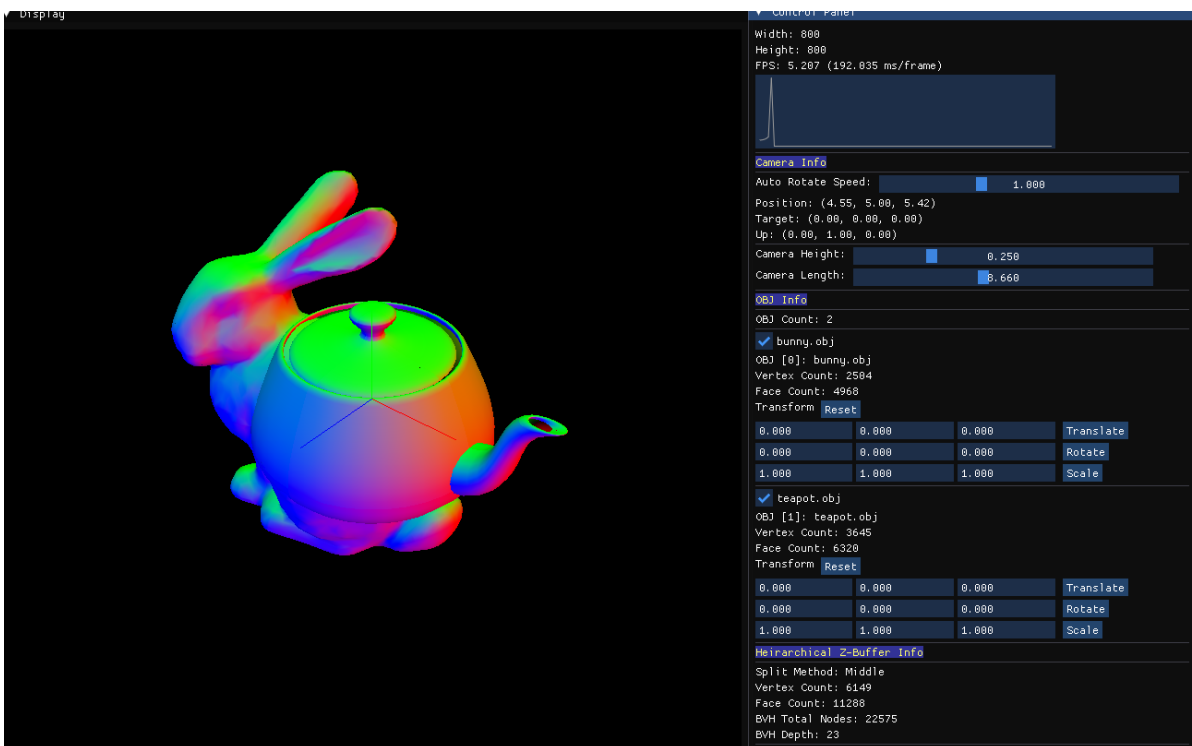 Display
Control Panel
Width: 800
Height: 800
FPS: 5.207 (192.035 ms/frame)
Camera Info
Auto Rotate Speed: 1.000
Position: (4.55, 5.00, 5.42)
Target: (0.00, 0.00, 0.00)
Up: (0.00, 1.00, 0.00)
Camera Height: 0.250
Camera Length: 8.660
OBJ Info
OBJ Count: 2
bunny.obj
OBJ [0]: bunny.obj
Vertex Count: 2504
Face Count: 4968
Transform Reset
0.000 0.000 0.000 Translate
0.000 0.000 0.000 Rotate
1.000 1.000 1.000 Scale
teapot.obj
OBJ [1]: teapot.obj
Vertex Count: 3645
Face Count: 6320
Transform Reset
0.000 0.000 0.000 Translate
0.000 0.000 0.000 Rotate
1.000 1.000 1.000 Scale
Heirarchical Z-Buffer Info
Split Method: Middle
Vertex Count: 6149
Face Count: 11288
BVH Total Nodes: 22575
BVH Depth: 23